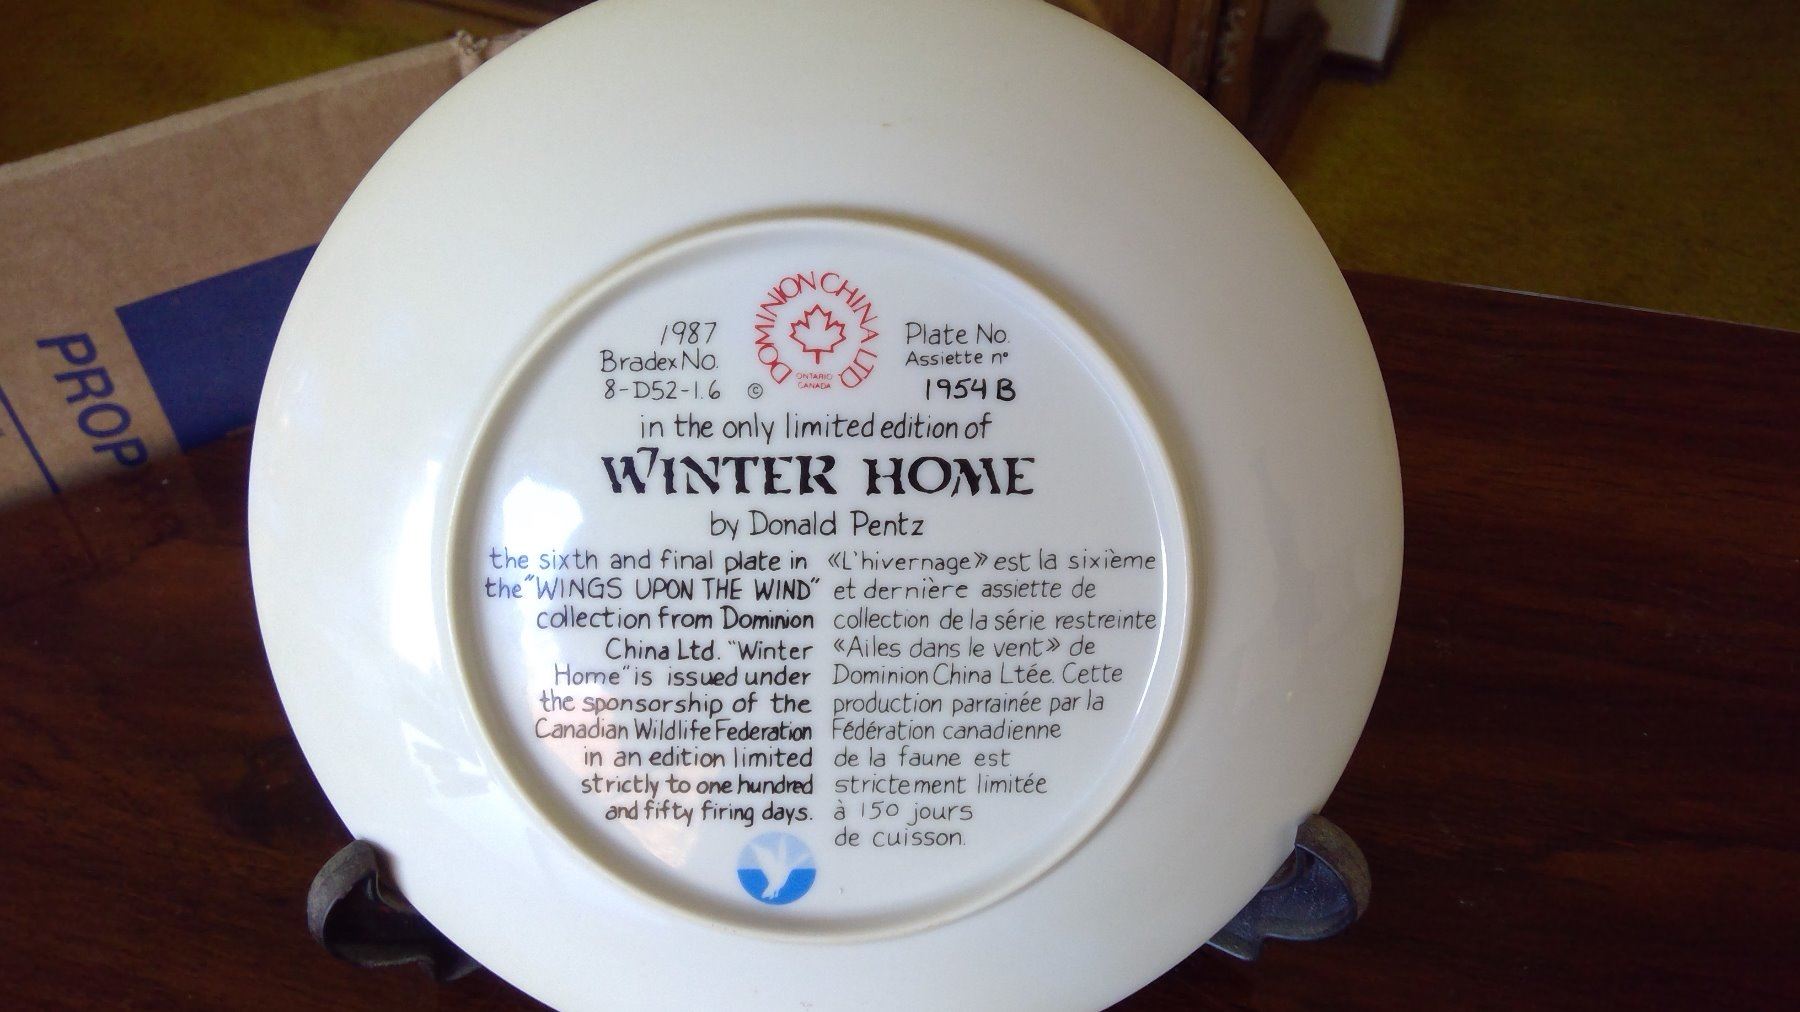 PROP
DOMINION CHINA LTD
ONTARIO
CANADA
1987
Bradex No.
8-D52-1.6 ©
Plate No.
Assiette n°
1954 B
in the only limited edition of
WINTER HOME
by Donald Pentz
the sixth and final plate in
the "WINGS UPON THE WIND"
collection from Dominion
China Ltd. "Winter
Home" is issued under
the sponsorship of the
Canadian Wildlife Federation
in an edition limited
strictly to one hundred
and fifty firing days.
«L'hivernage» est la sixième
et dernière assiette de
collection de la série restreinte
«Ailes dans le vent» de
Dominion China Ltée. Cette
production parrainée par la
Fédération canadienne
de la faune est
strictement limitée
à 150 jours
de cuisson.